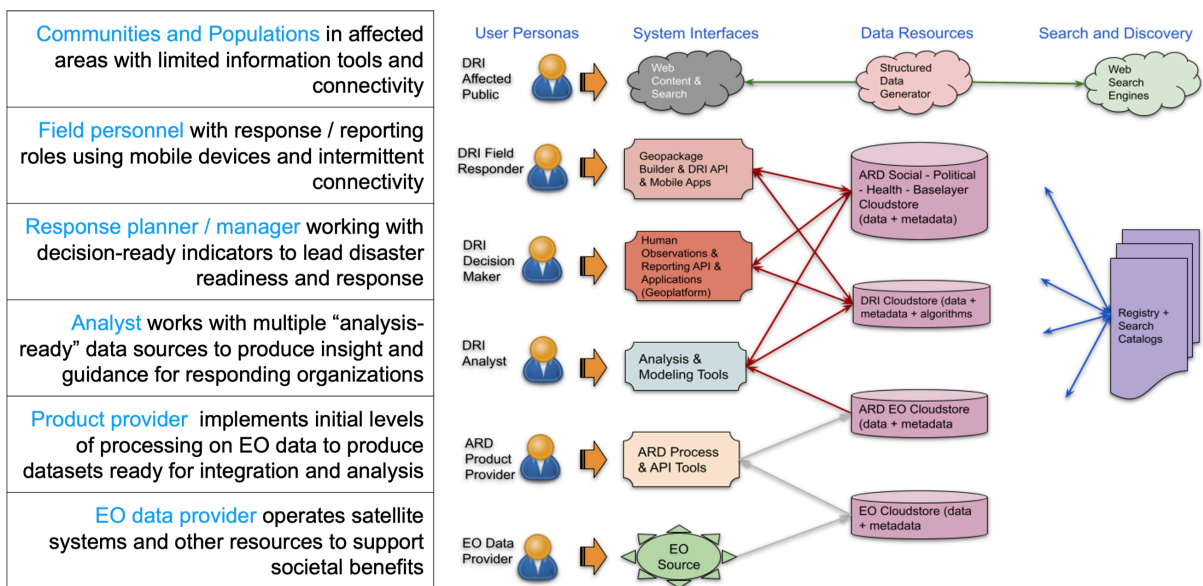 Communities and Populations in affected
areas with limited information tools and
connectivity
Field personnel with response / reporting
roles using mobile devices and intermittent
connectivity
Response planner / manager working with
decision-ready indicators to lead disaster
readiness and response
Analyst works with multiple “analysis-
ready” data sources to produce insight and
guidance for responding organizations
Product provider implements initial levels
of processing on EO data to produce
datasets ready for integration and analysis
EO data provider operates satellite
systems and other resources to support
societal benefits
User Personas
System Interfaces
Data Resources
Search and Discovery
DRI
Affected
Public
Web
Content &
Search
Structured
Data
Generator
Web
Search
Engines
DRI Field
Responder
Geopackage
Builder & DRI API
& Mobile Apps
ARD Social - Political
- Health - Baselayer
Cloudstore
(data + metadata)
DRI
Decision
Maker
Human
Observations &
Reporting API &
Applications
(Geoplatform)
DRI Cloudstore (data +
metadata + algorithms
Registry +
Search
Catalogs
DRI
Analyst
Analysis &
Modeling Tools
ARD EO Cloudstore
(data + metadata
ARD
Product
Provider
ARD Process
& API Tools
EO Cloudstore (data
+ metadata
EO Data
Provider
EO
Source